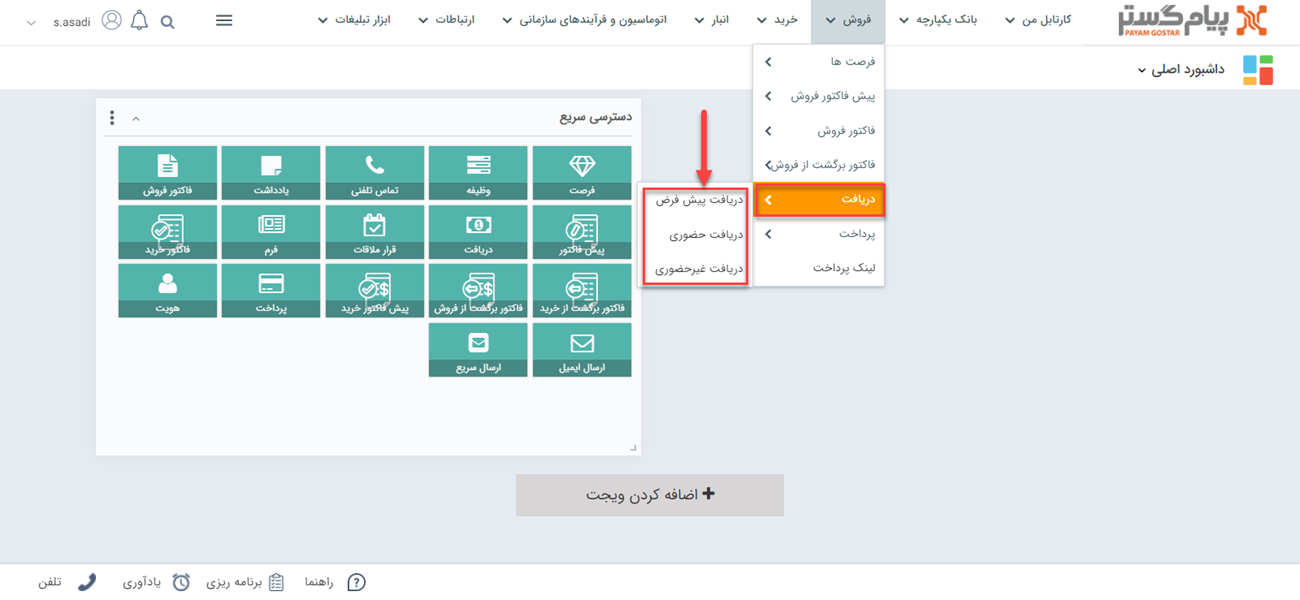 پیام گستر
PAYAM GOSTAR
کارتابل من
بانک یکپارچه
فروش
خرید
انبار
اتوماسیون و فرآیندهای سازمانی
ارتباطات
ابزار تبلیغات
s.asadi
داشبورد اصلی
فرصت ها
پیش فاکتور فروش
فاکتور فروش
فاکتور برگشت از فروش
دریافت
پرداخت
لینک پرداخت
دریافت پیش فرض
دریافت حضوری
دریافت غیرحضوری
دسترسی سریع
فرصت
وظیفه
تماس تلفنی
یادداشت
فاکتور فروش
پیش فاکتور
دریافت
قرار ملاقات
فرم
فاکتور خرید
فاکتور برگشت از خرید
فاکتور برگشت از فروش
پیش فاکتور خرید
پرداخت
هویت
ارسال ایمیل
ارسال سریع
اضافه کردن ویجت
راهنما
برنامه ریزی
یادآوری
تلفن